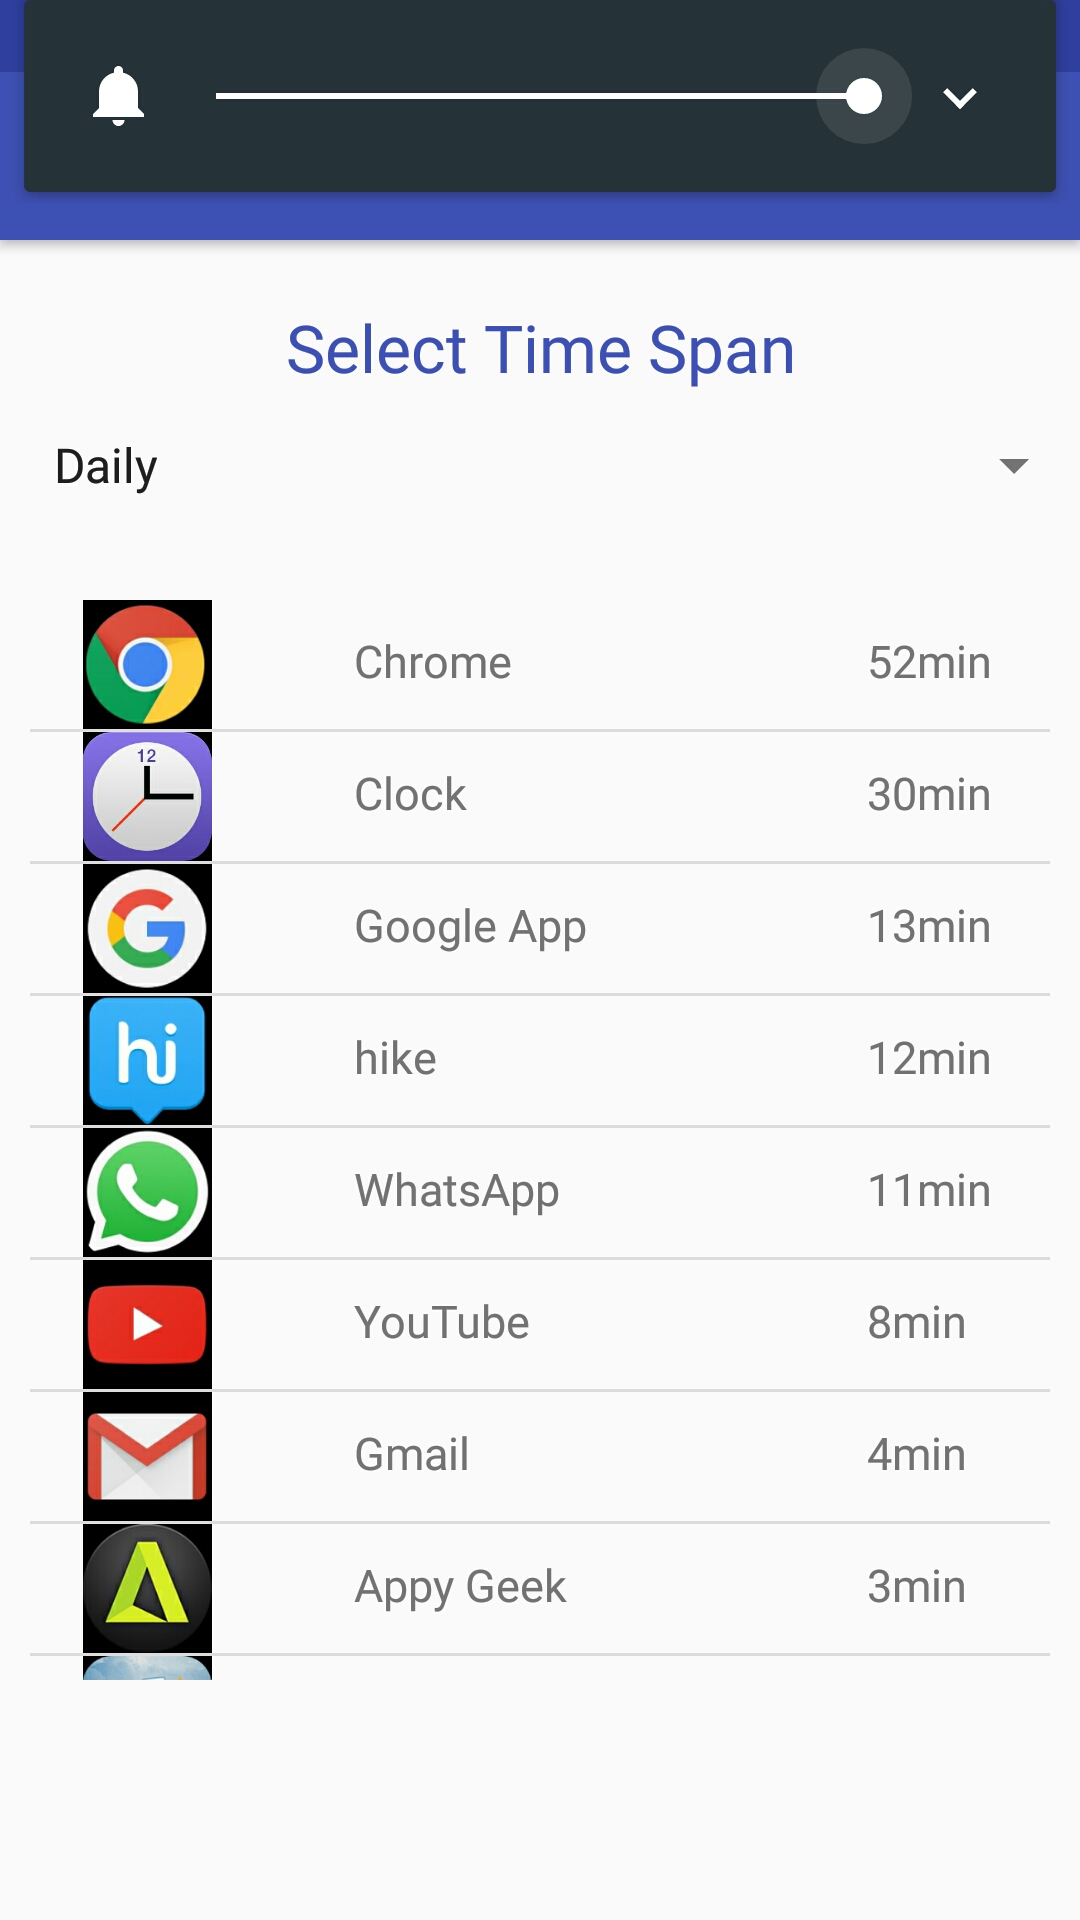 Select Time Span
Daily
Chrome 52min
12
Clock 30min
Google App 13min
hi
hike 12min
WhatsApp 11min
YouTube 8min
Gmail 4min
Appy Geek 3min